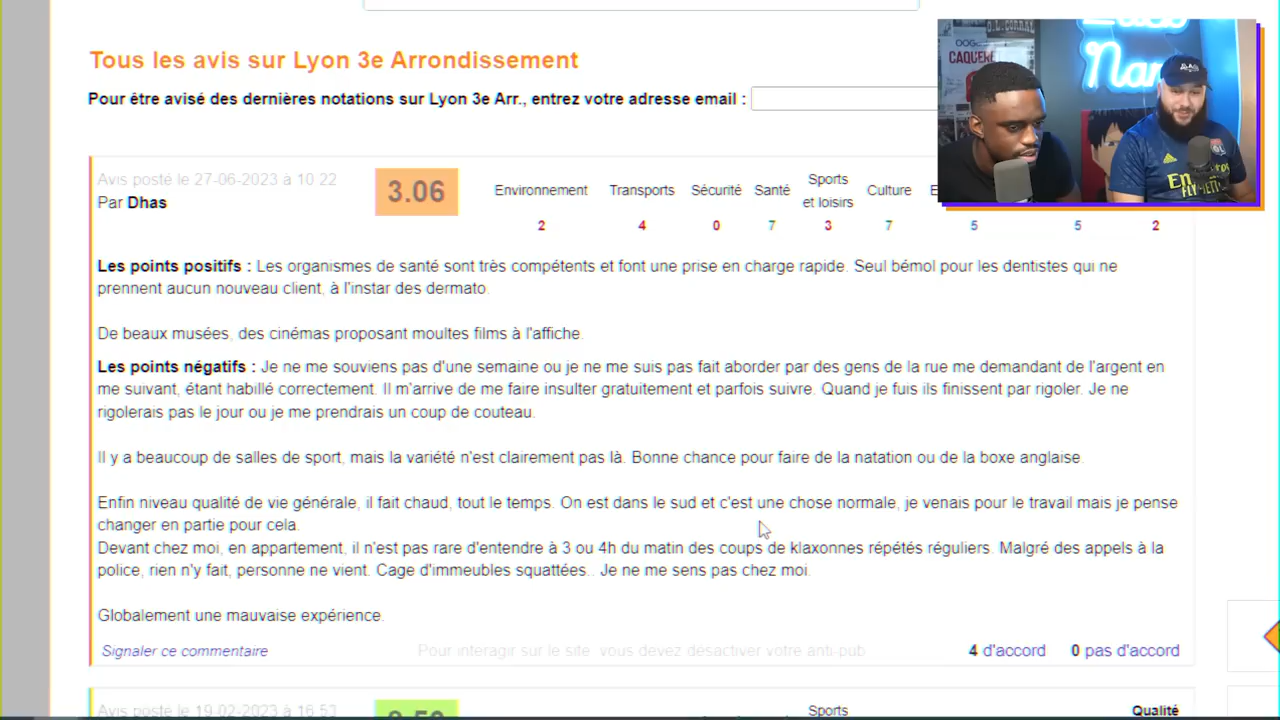 Tous les avis sur Lyon 3e Arrondissement
Pour être avisé des dernières notations sur Lyon 3e Arr., entrez votre adresse email :
Avis posté le 27-06-2023 à 10:22
Par Dhas
3.06
Environnement Transports Sécurité Santé Sports et loisirs Culture
2 4 0 7 3 7 5 5 2
Les points positifs : Les organismes de santé sont très compétents et font une prise en charge rapide. Seul bémol pour les dentistes qui ne
prennent aucun nouveau client, à l'instar des dermato.
De beaux musées, des cinémas proposant moultes films à l'affiche.
Les points négatifs : Je ne me souviens pas d'une semaine ou je ne me suis pas fait aborder par des gens de la rue me demandant de l'argent en
me suivant, étant habillé correctement. Il m'arrive de me faire insulter gratuitement et parfois suivre. Quand je fuis ils finissent par rigoler. Je ne
rigolerais pas le jour ou je me prendrais un coup de couteau.
Il y a beaucoup de salles de sport, mais la variété n'est clairement pas là. Bonne chance pour faire de la natation ou de la boxe anglaise.
Enfin niveau qualité de vie générale, il fait chaud, tout le temps. On est dans le sud et c'est une chose normale, je venais pour le travail mais je pense
changer en partie pour cela.
Devant chez moi, en appartement, il n'est pas rare d'entendre à 3 ou 4h du matin des coups de klaxonnes répétés réguliers. Malgré des appels à la
police, rien n'y fait, personne ne vient. Cage d'immeubles squattées.. Je ne me sens pas chez moi.
Globalement une mauvaise expérience.
Signaler ce commentaire
Pour interagir sur le site, vous devez désactiver votre anti-pub
4 d'accord 0 pas d'accord
Avis posté le 19-02-2023 à 16:53
Sports
Qualité